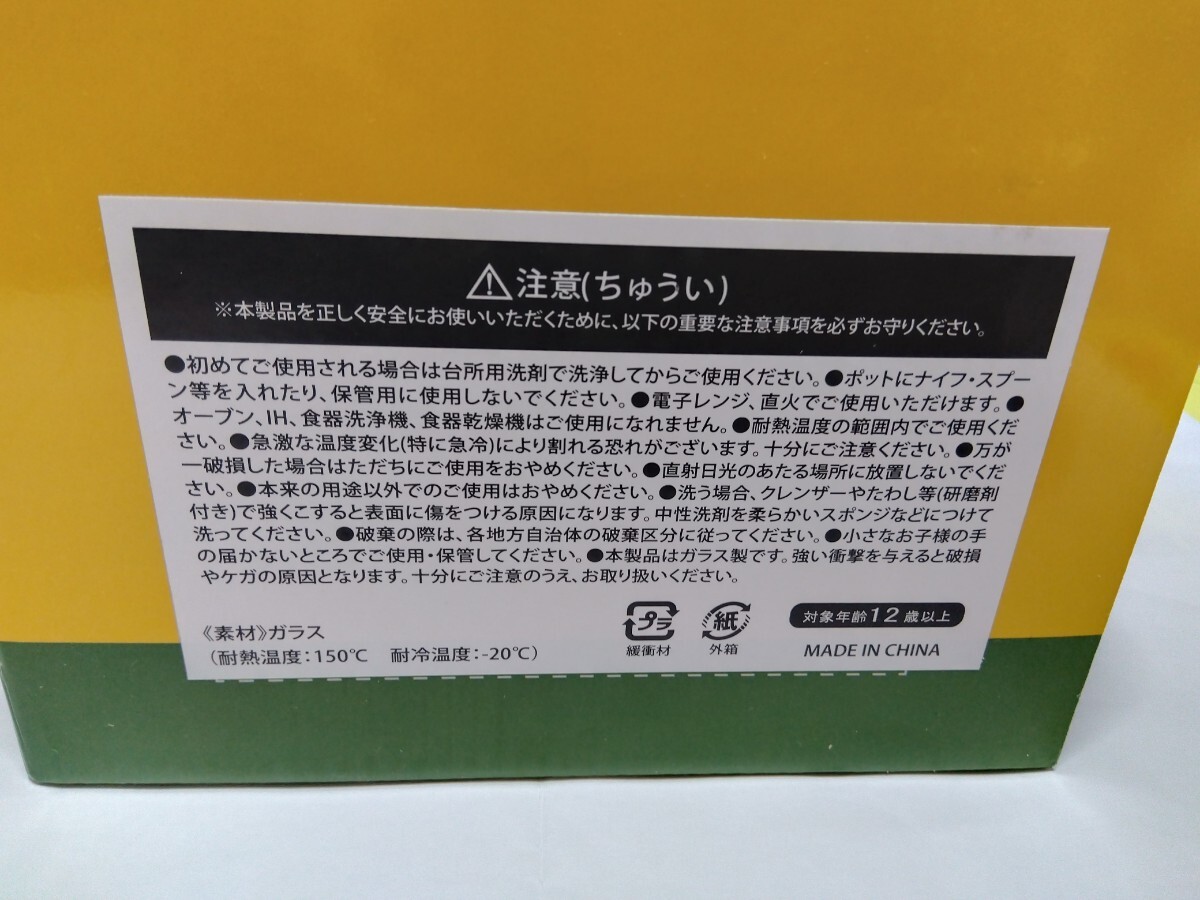 ⚠注意(ちゅうい)
※本製品を正しく安全にお使いいただくために、以下の重要な注意事項を必ずお守りください。
●初めてご使用される場合は台所用洗剤で洗浄してからご使用ください。●ポットにナイフ・スプー
ン等を入れたり、保管用に使用しないでください。●電子レンジ、直火でご使用いただけます。●
オーブン、IH、食器洗浄機、食器乾燥機はご使用になれません。●耐熱温度の範囲内でご使用くだ
さい。●急激な温度変化(特に急冷)により割れる恐れがございます。十分にご注意ください。●万が
一破損した場合はただちにご使用をおやめください。●直射日光のあたる場所に放置しないでくだ
さい。●本来の用途以外でのご使用はおやめください。●洗う場合、クレンザーやたわし等(研磨剤
付き)で強くこすると表面に傷をつける原因になります。中性洗剤を柔らかいスポンジなどにつけて
洗ってください。●破棄の際は、各地方自治体の破棄区分に従ってください。●小さなお子様の手
の届かないところでご使用・保管してください。●本製品はガラス製です。強い衝撃を与えると破損
やケガの原因となります。十分にご注意のうえ、お取り扱いください。
《素材》ガラス
(耐熱温度:150℃ 耐冷温度:-20℃)
プラ
緩衝材
紙
外箱
対象年齢12歳以上
MADE IN CHINA